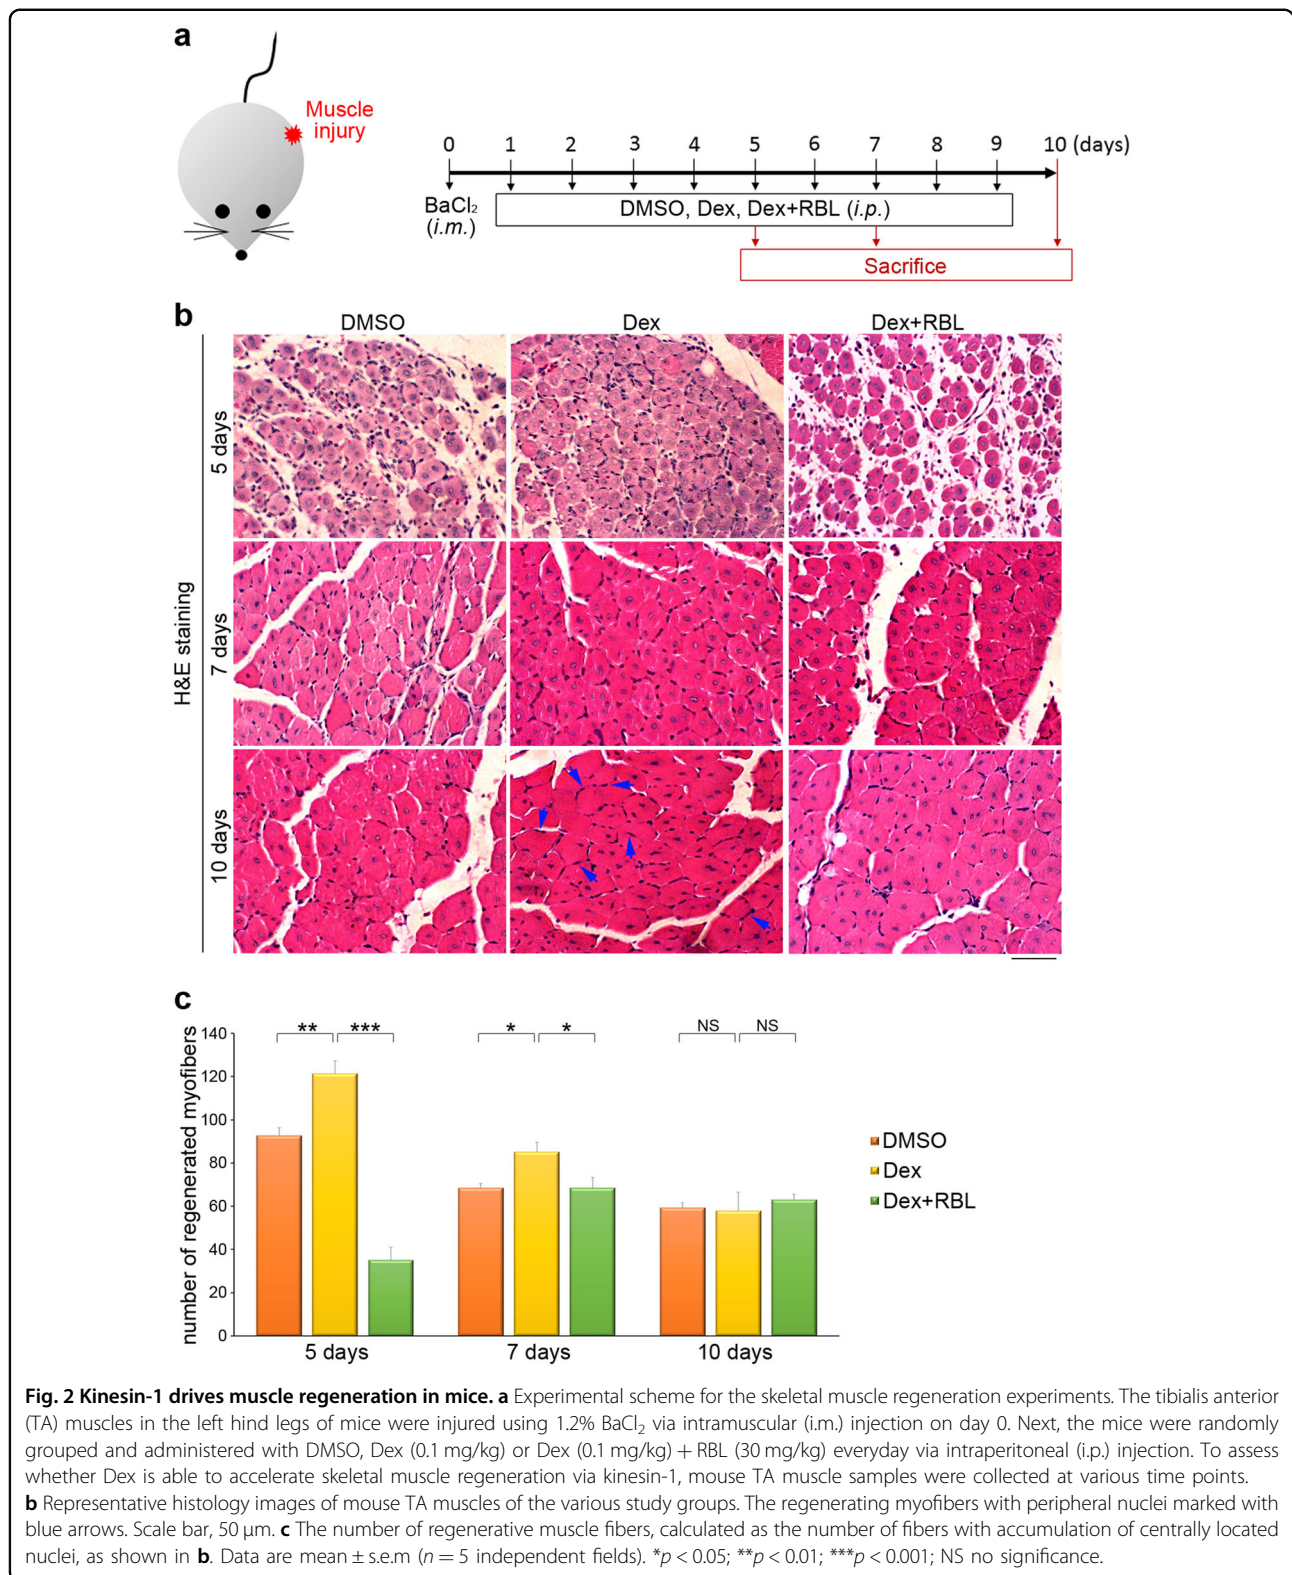 a
Muscle
injury
0 1 2 3 4 5 6 7 8 9 10 (days)
BaCl₂
(i.m.)
DMSO, Dex, Dex+RBL (i.p.)
Sacrifice
b
DMSO Dex Dex+RBL
H&E staining
5 days
7 days
10 days
c
number of regenerated myofibers
140
120
100
80
60
40
20
0
** ***
* *
NS NS
5 days 7 days 10 days
DMSO
Dex
Dex+RBL
Fig. 2 Kinesin-1 drives muscle regeneration in mice. a Experimental scheme for the skeletal muscle regeneration experiments. The tibialis anterior
(TA) muscles in the left hind legs of mice were injured using 1.2% BaCl₂ via intramuscular (i.m.) injection on day 0. Next, the mice were randomly
grouped and administered with DMSO, Dex (0.1 mg/kg) or Dex (0.1 mg/kg) + RBL (30 mg/kg) everyday via intraperitoneal (i.p.) injection. To assess
whether Dex is able to accelerate skeletal muscle regeneration via kinesin-1, mouse TA muscle samples were collected at various time points.
b Representative histology images of mouse TA muscles of the various study groups. The regenerating myofibers with peripheral nuclei marked with
blue arrows. Scale bar, 50 µm. c The number of regenerative muscle fibers, calculated as the number of fibers with accumulation of centrally located
nuclei, as shown in b. Data are mean ± s.e.m (n = 5 independent fields). *p < 0.05; **p < 0.01; ***p < 0.001; NS no significance.